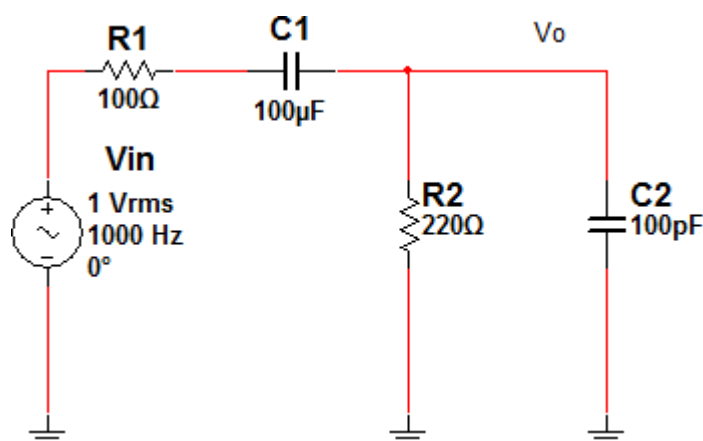 R1
100Ω
C1
100µF
Vo
Vin
1 Vrms
1000 Hz
0°
R2
220Ω
C2
100pF